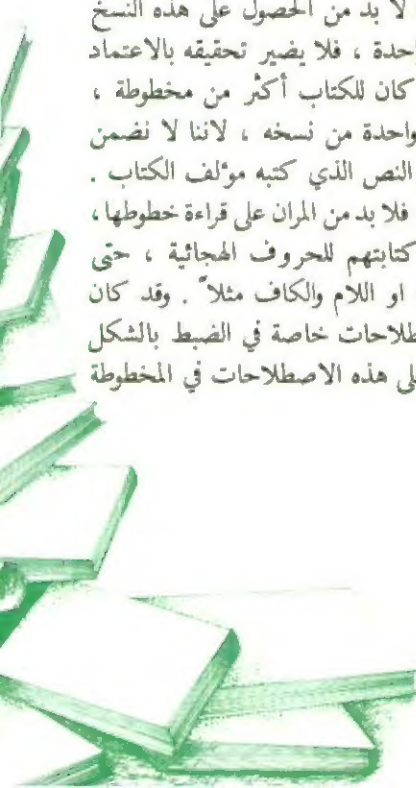 لا بد من الحصول على هذه النسخ
احدة ، فلا يضير تحقيقه بالاعتماد
كان للكتاب أكثر من مخطوطة ،
واحدة من نسخه ، لاننا لا نضمن
النص الذي كتبه مؤلف الكتاب .
فلا بد من المران على قراءة خطوطها ،
كتابتهم للحروف الهجائية ، حتى
او اللام والكاف مثلاً . وقد كان
طلاحات خاصة في الضبط بالشكل
لى هذه الاصطلاحات في المخطوطة